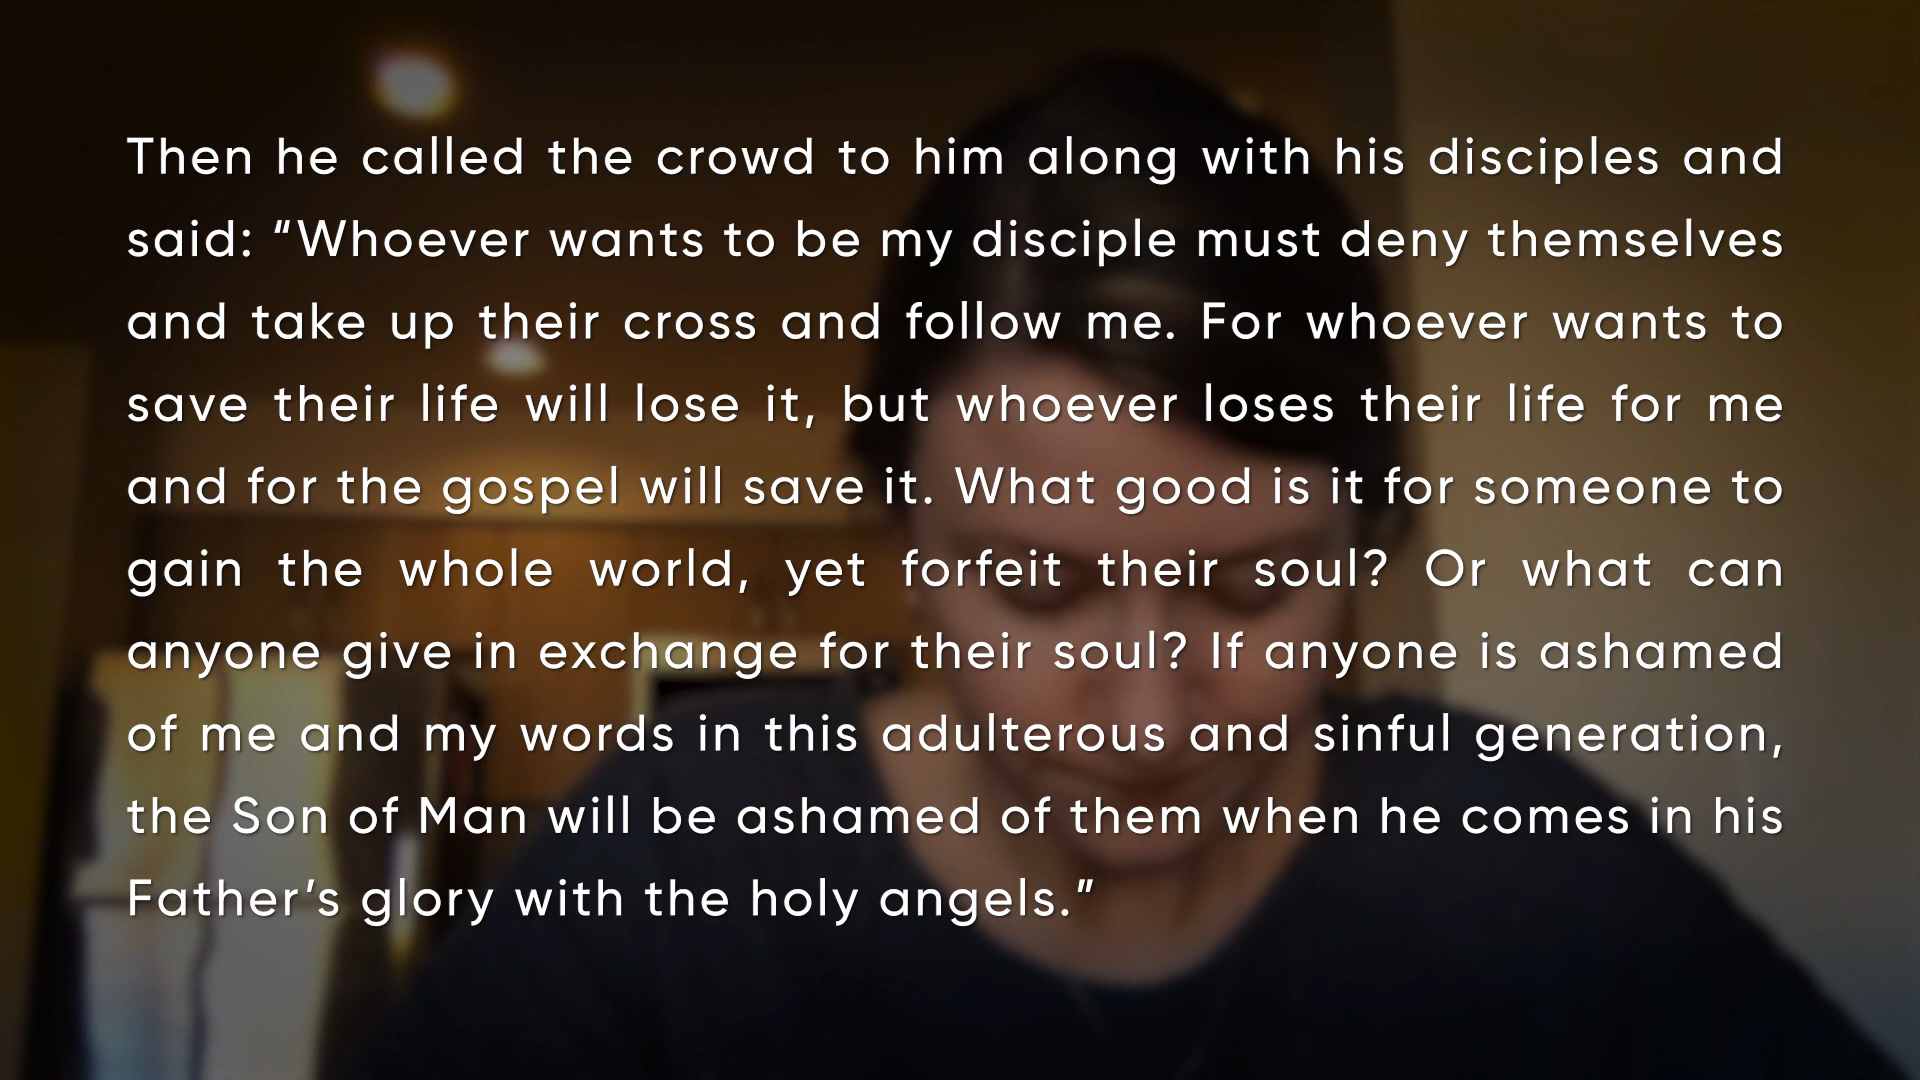 Then he called the crowd to him along with his disciples and
said: “Whoever wants to be my disciple must deny themselves
and take up their cross and follow me. For whoever wants to
save their life will lose it, but whoever loses their life for me
and for the gospel will save it. What good is it for someone to
gain the whole world, yet forfeit their soul? Or what can
anyone give in exchange for their soul? If anyone is ashamed
of me and my words in this adulterous and sinful generation,
the Son of Man will be ashamed of them when he comes in his
Father’s glory with the holy angels.”